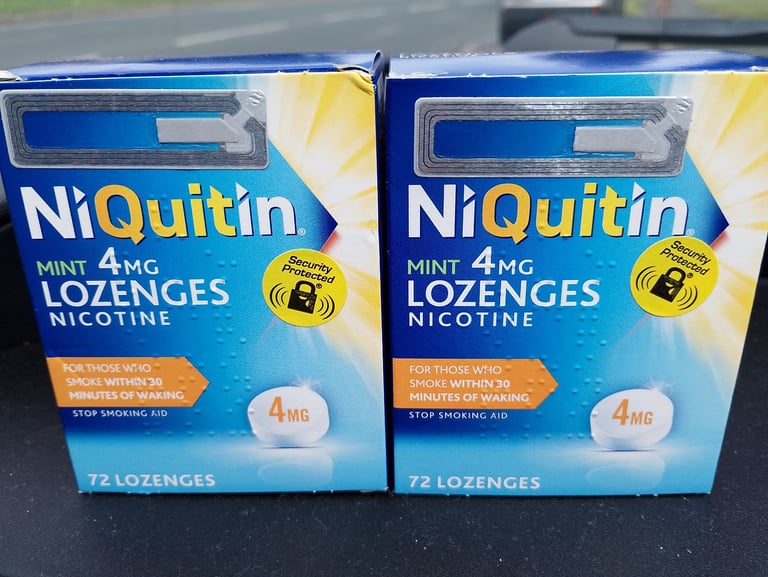 NiQuitin®
MINT 4MG
LOZENGES
NICOTINE
Security
Protected®
FOR THOSE WHO
SMOKE WITHIN 30
MINUTES OF WAKING
STOP SMOKING AID
4MG
72 LOZENGES
LOZENGES
NiQuitin®
MINT 4MG
LOZENGES
NICOTINE
Security
Protected®
FOR THOSE WHO
SMOKE WITHIN 30
MINUTES OF WAKING
STOP SMOKING AID
4MG
72 LOZENGES